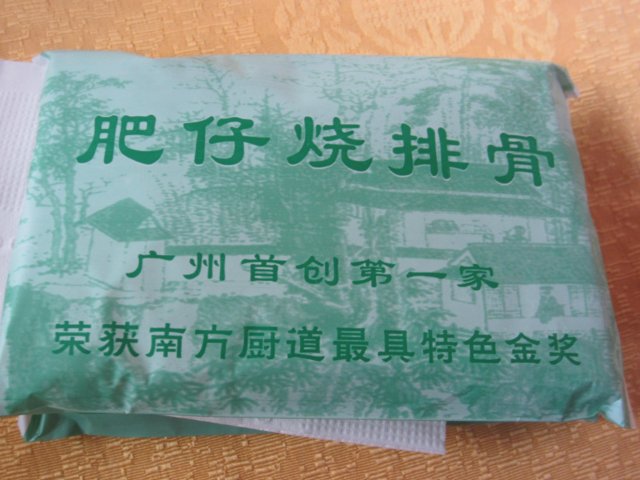 肥仔烧排骨
广州首创第一家
荣获南方厨道最具特色金奖